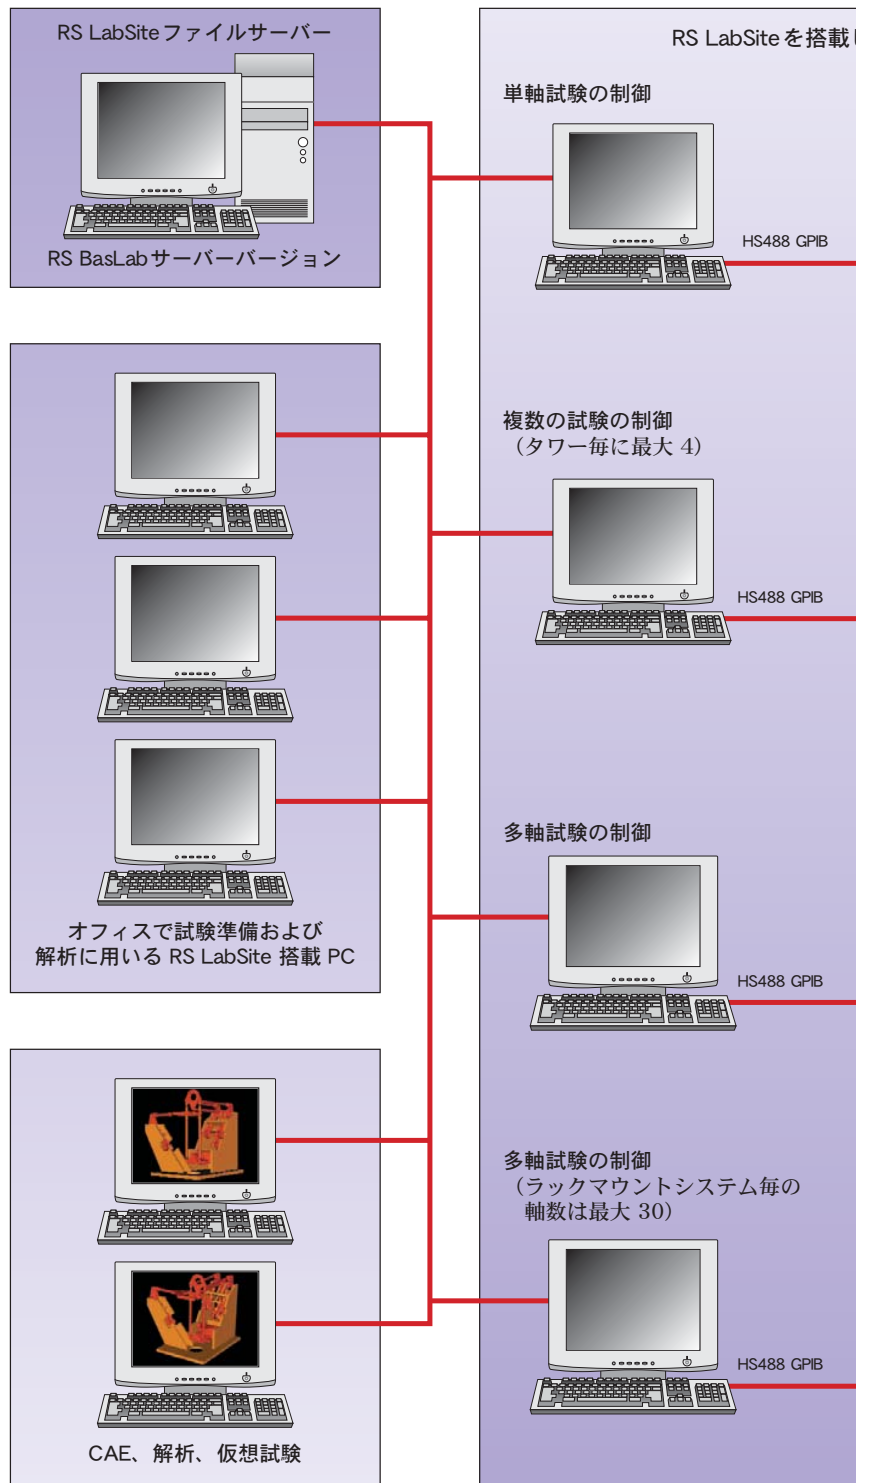 RS LabSiteファイルサーバー
RS BasLabサーバーバージョン
オフィスで試験準備および
解析に用いる RS LabSite 搭載 PC
CAE、解析、仮想試験
RS LabSiteを搭載
単軸試験の制御
HS488 GPIB
複数の試験の制御
（タワー毎に最大 4）
HS488 GPIB
多軸試験の制御
HS488 GPIB
多軸試験の制御
（ラックマウントシステム毎の
軸数は最大 30）
HS488 GPIB